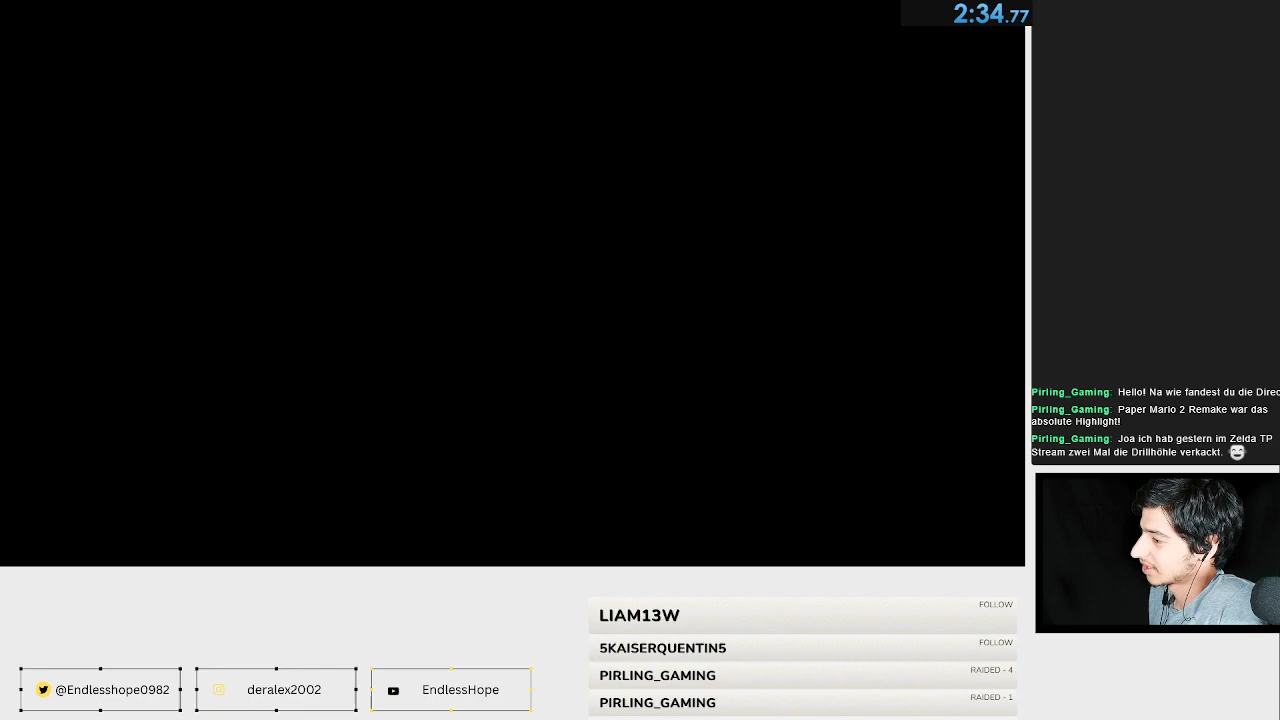 2:34.77
Pirling_Gaming: Hello! Na wie fandest du die Direc
Pirling_Gaming: Paper Mario 2 Remake war das
absolute Highlight!
Pirling_Gaming: Joa ich hab gestern im Zelda TP
Stream zwei Mal die Drillhöhle verkackt.
LIAM13W FOLLOW
5KAISERQUENTIN5 FOLLOW
PIRLING_GAMING RAIDED - 4
PIRLING_GAMING RAIDED - 1
@Endlesshope0982
deralex2002
EndlessHope